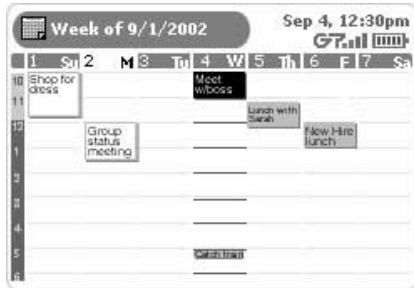 Week of 9/1/2002
Sep 4, 12:30pm
G
1 Su 2 M 3 Tu 4 W 5 Th 6 F 7 Sa
10
Shop for
dress
Meet
w/boss
11
Lunch with
Sarah
12
Group
status
meeting
New Hire
lunch
1
2
3
4
5
6